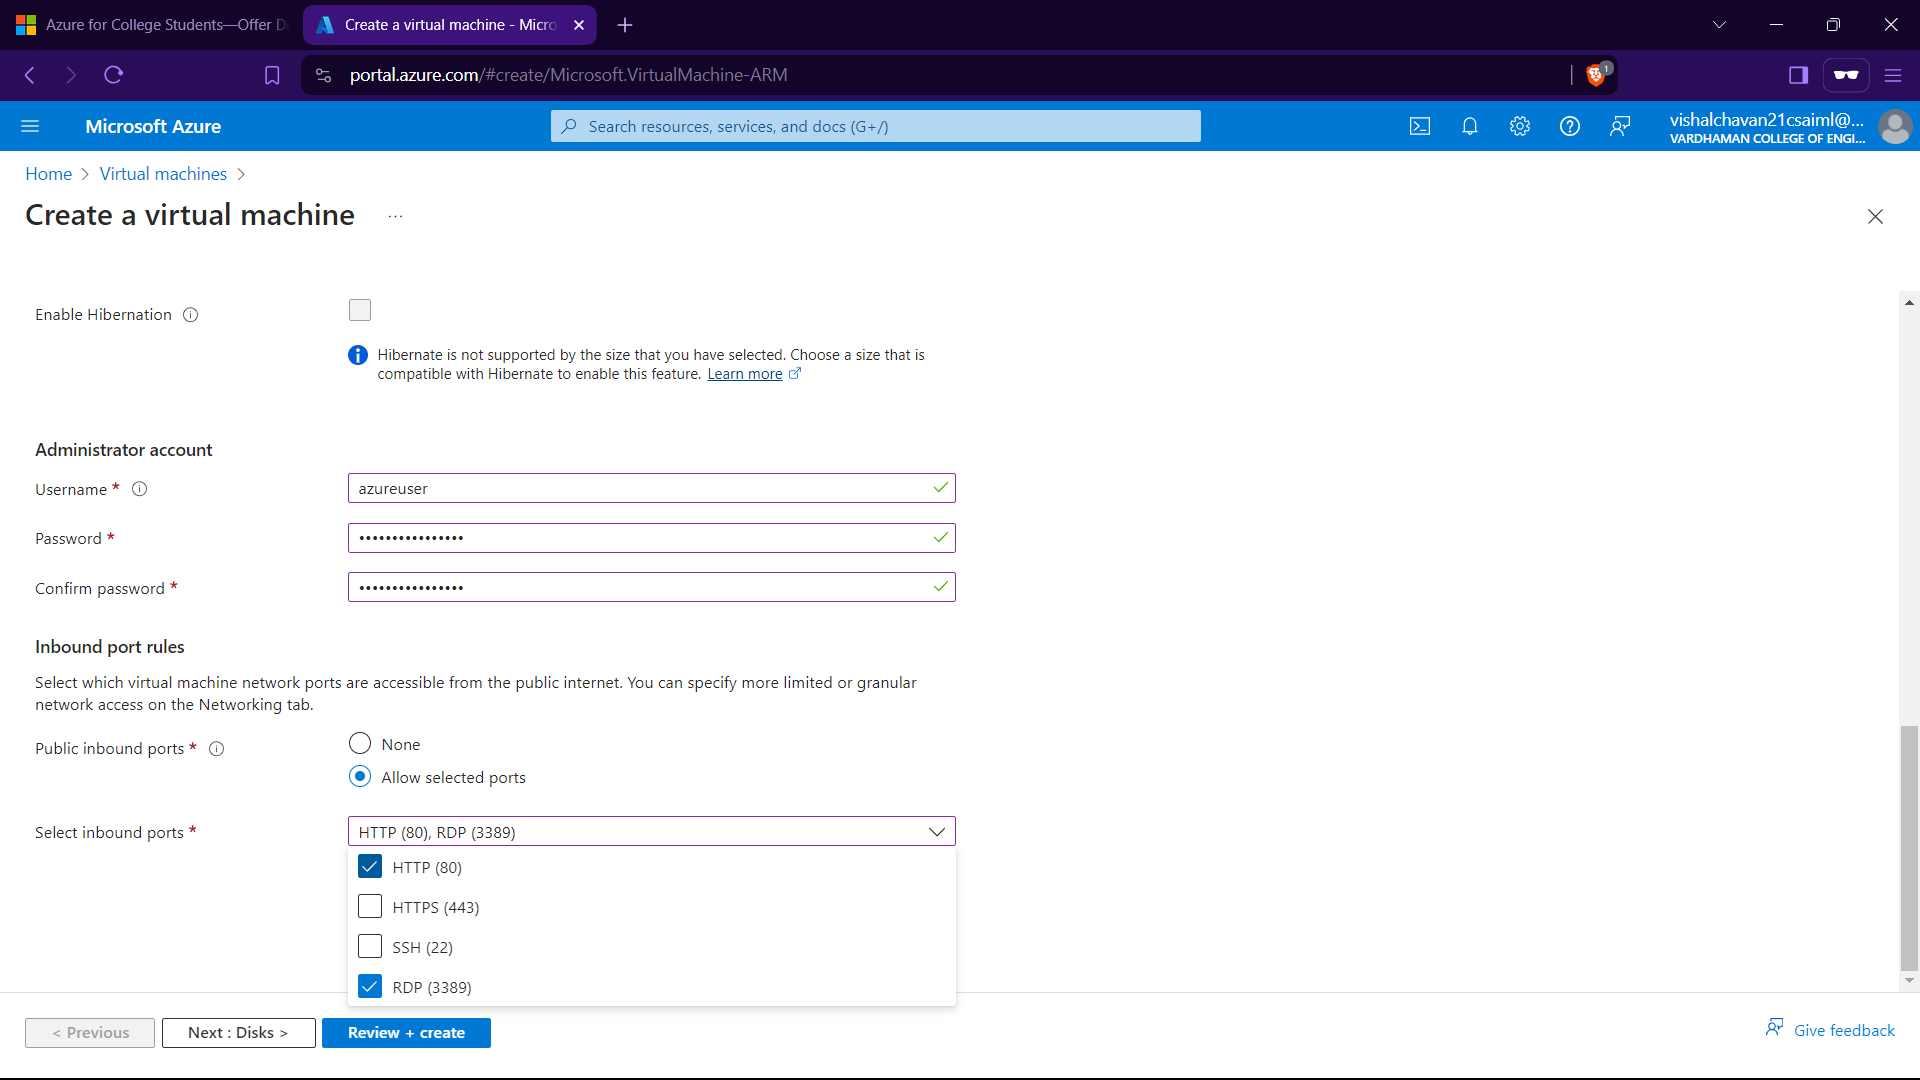 Azure for College Students—Offer D
Create a virtual machine - Micro
portal.azure.com/#create/Microsoft.VirtualMachine-ARM
1
Microsoft Azure
Search resources, services, and docs (G+/)
vishalchavan21csaiml@...
VARDHAMAN COLLEGE OF ENGI...
Home > Virtual machines >
Create a virtual machine ...
Enable Hibernation
Hibernate is not supported by the size that you have selected. Choose a size that is
compatible with Hibernate to enable this feature. Learn more
Administrator account
Username *
azureuser
Password *
••••••••••••••••
Confirm password *
••••••••••••••••
Inbound port rules
Select which virtual machine network ports are accessible from the public internet. You can specify more limited or granular
network access on the Networking tab.
Public inbound ports *
None
Allow selected ports
Select inbound ports *
HTTP (80), RDP (3389)
HTTP (80)
HTTPS (443)
SSH (22)
RDP (3389)
< Previous
Next : Disks >
Review + create
Give feedback